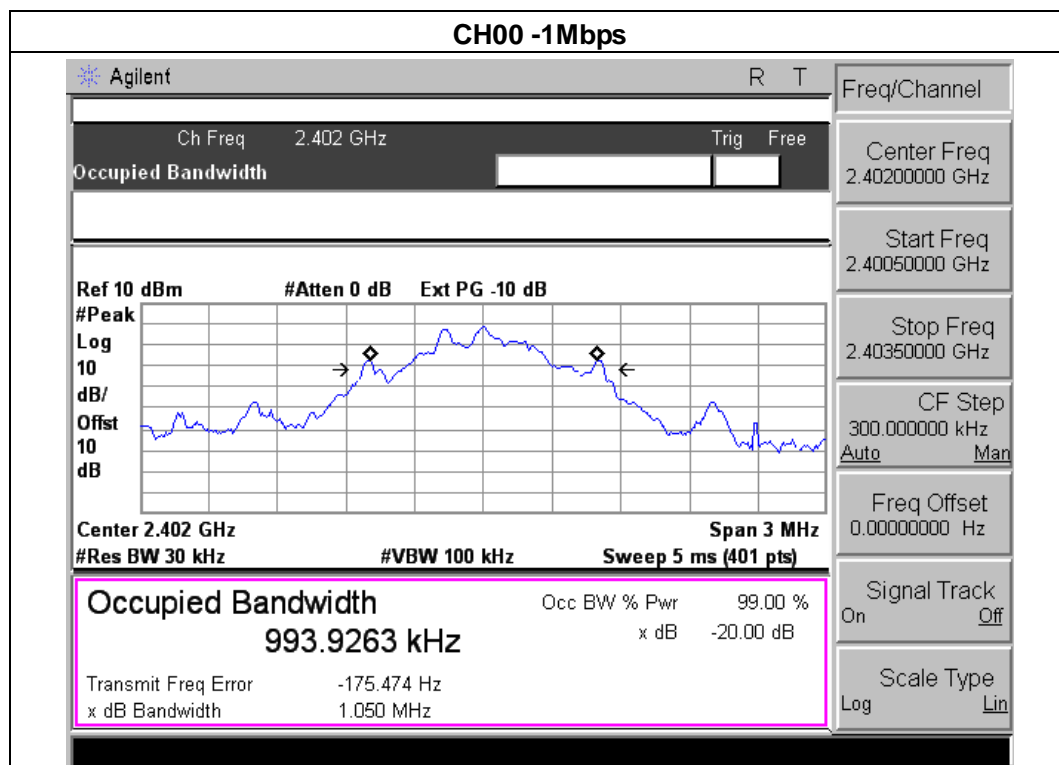 CH00 -1Mbps
Agilent R T
Ch Freq 2.402 GHz Trig Free
Occupied Bandwidth
Ref 10 dBm #Atten 0 dB Ext PG -10 dB
#Peak
Log
10
dB/
Offst
10
dB
Center 2.402 GHz Span 3 MHz
#Res BW 30 kHz #VBW 100 kHz Sweep 5 ms (401 pts)
Occupied Bandwidth Occ BW % Pwr 99.00 %
993.9263 kHz x dB -20.00 dB
Transmit Freq Error -175.474 Hz
x dB Bandwidth 1.050 MHz
Freq/Channel
Center Freq
2.40200000 GHz
Start Freq
2.40050000 GHz
Stop Freq
2.40350000 GHz
CF Step
300.000000 kHz
Auto Man
Freq Offset
0.00000000 Hz
Signal Track
On Off
Scale Type
Log Lin